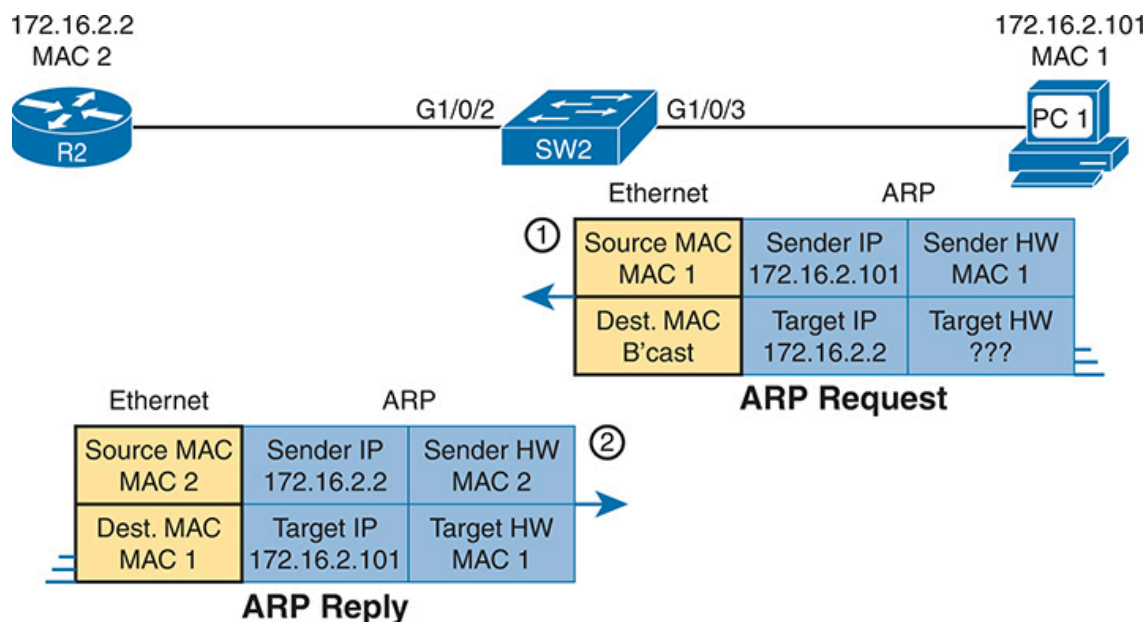 172.16.2.2
MAC 2
172.16.2.101
MAC 1
R2
G1/0/2
SW2
G1/0/3
PC 1
Ethernet
ARP
1
Source MAC
MAC 1
Sender IP
172.16.2.101
Sender HW
MAC 1
Dest. MAC
B'cast
Target IP
172.16.2.2
Target HW
???
ARP Request
Ethernet
ARP
2
Source MAC
MAC 2
Sender IP
172.16.2.2
Sender HW
MAC 2
Dest. MAC
MAC 1
Target IP
172.16.2.101
Target HW
MAC 1
ARP Reply